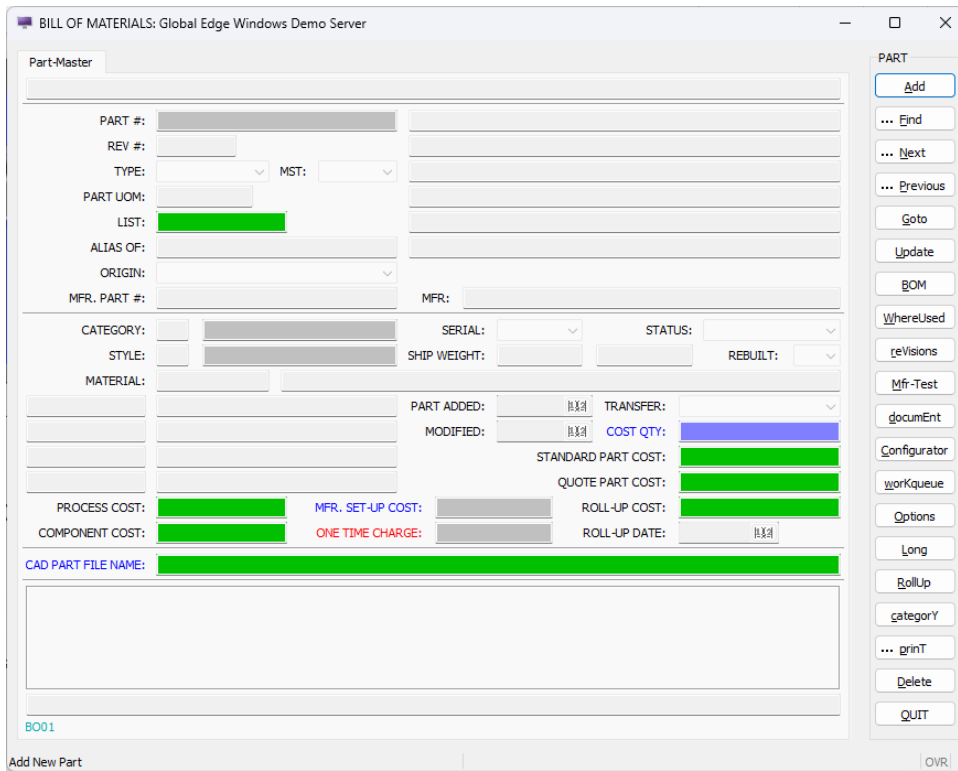 BILL OF MATERIALS: Global Edge Windows Demo Server
Part-Master
PART #:
REV #:
TYPE: MST:
PART UOM:
LIST:
ALIAS OF:
ORIGIN:
MFR. PART #: MFR:
CATEGORY: SERIAL: STATUS:
STYLE: SHIP WEIGHT: REBUILT:
MATERIAL:
PART ADDED: TRANSFER:
MODIFIED: COST QTY:
STANDARD PART COST:
QUOTE PART COST:
PROCESS COST: MFR. SET-UP COST: ROLL-UP COST:
COMPONENT COST: ONE TIME CHARGE: ROLL-UP DATE:
CAD PART FILE NAME:
BO01
Add New Part
PART
Add
... Find
... Next
... Previous
Goto
Update
BOM
WhereUsed
reVisions
Mfr-Test
documEnt
Configurator
worKqueue
Options
Long
RollUp
categorY
... prinT
Delete
QUIT
OVR